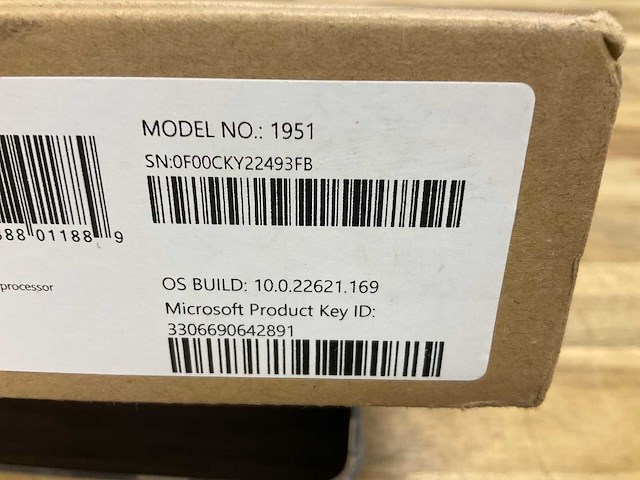 MODEL NO.: 1951
SN:0F00CKY22493FB
88 01188 9
processor
OS BUILD: 10.0.22621.169
Microsoft Product Key ID:
3306690642891